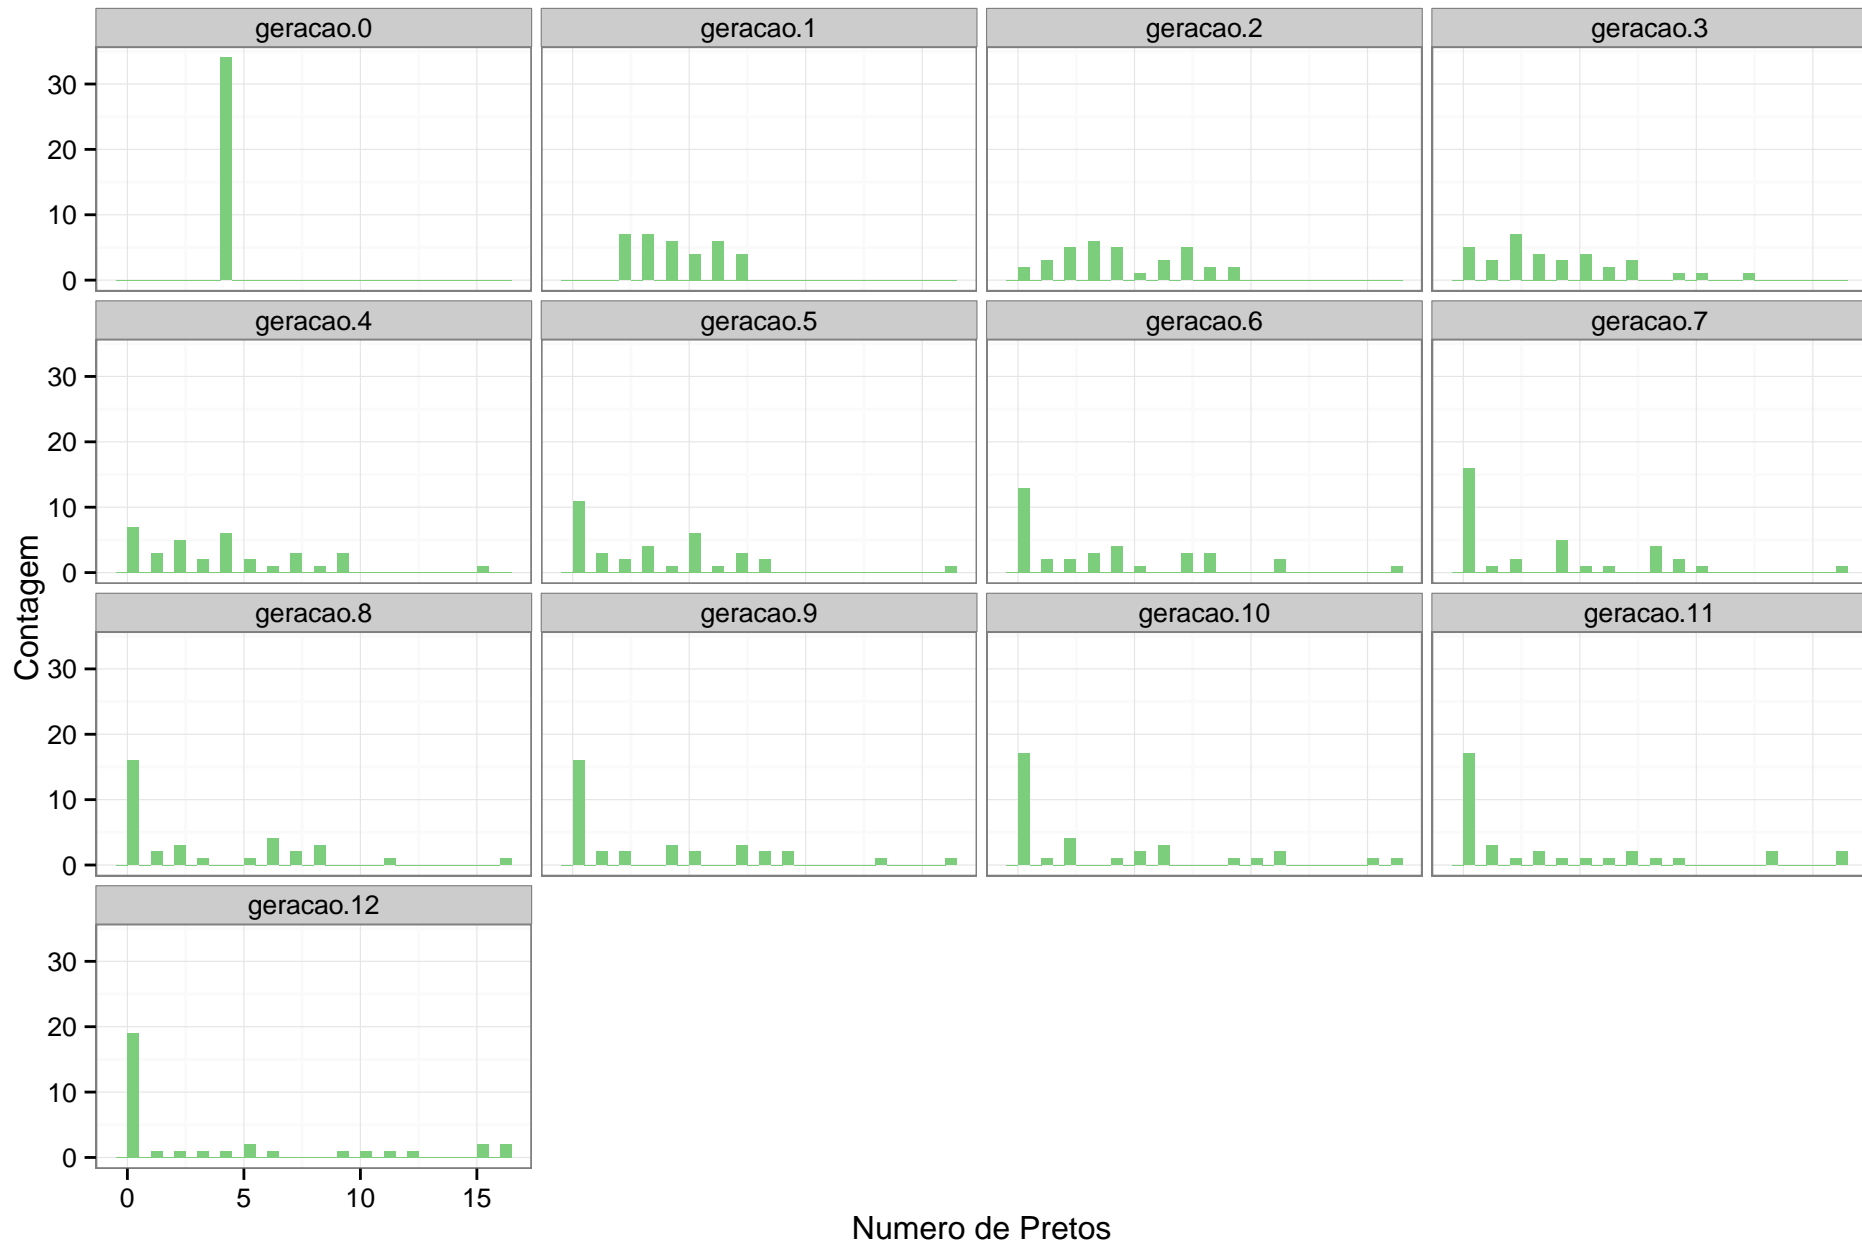 geracao.0 geracao.1 geracao.2 geracao.3
30
20
10
0
geracao.4 geracao.5 geracao.6 geracao.7
30
20
10
0
Contagem
geracao.8 geracao.9 geracao.10 geracao.11
30
20
10
0
geracao.12
30
20
10
0
0 5 10 15
Numero de Pretos